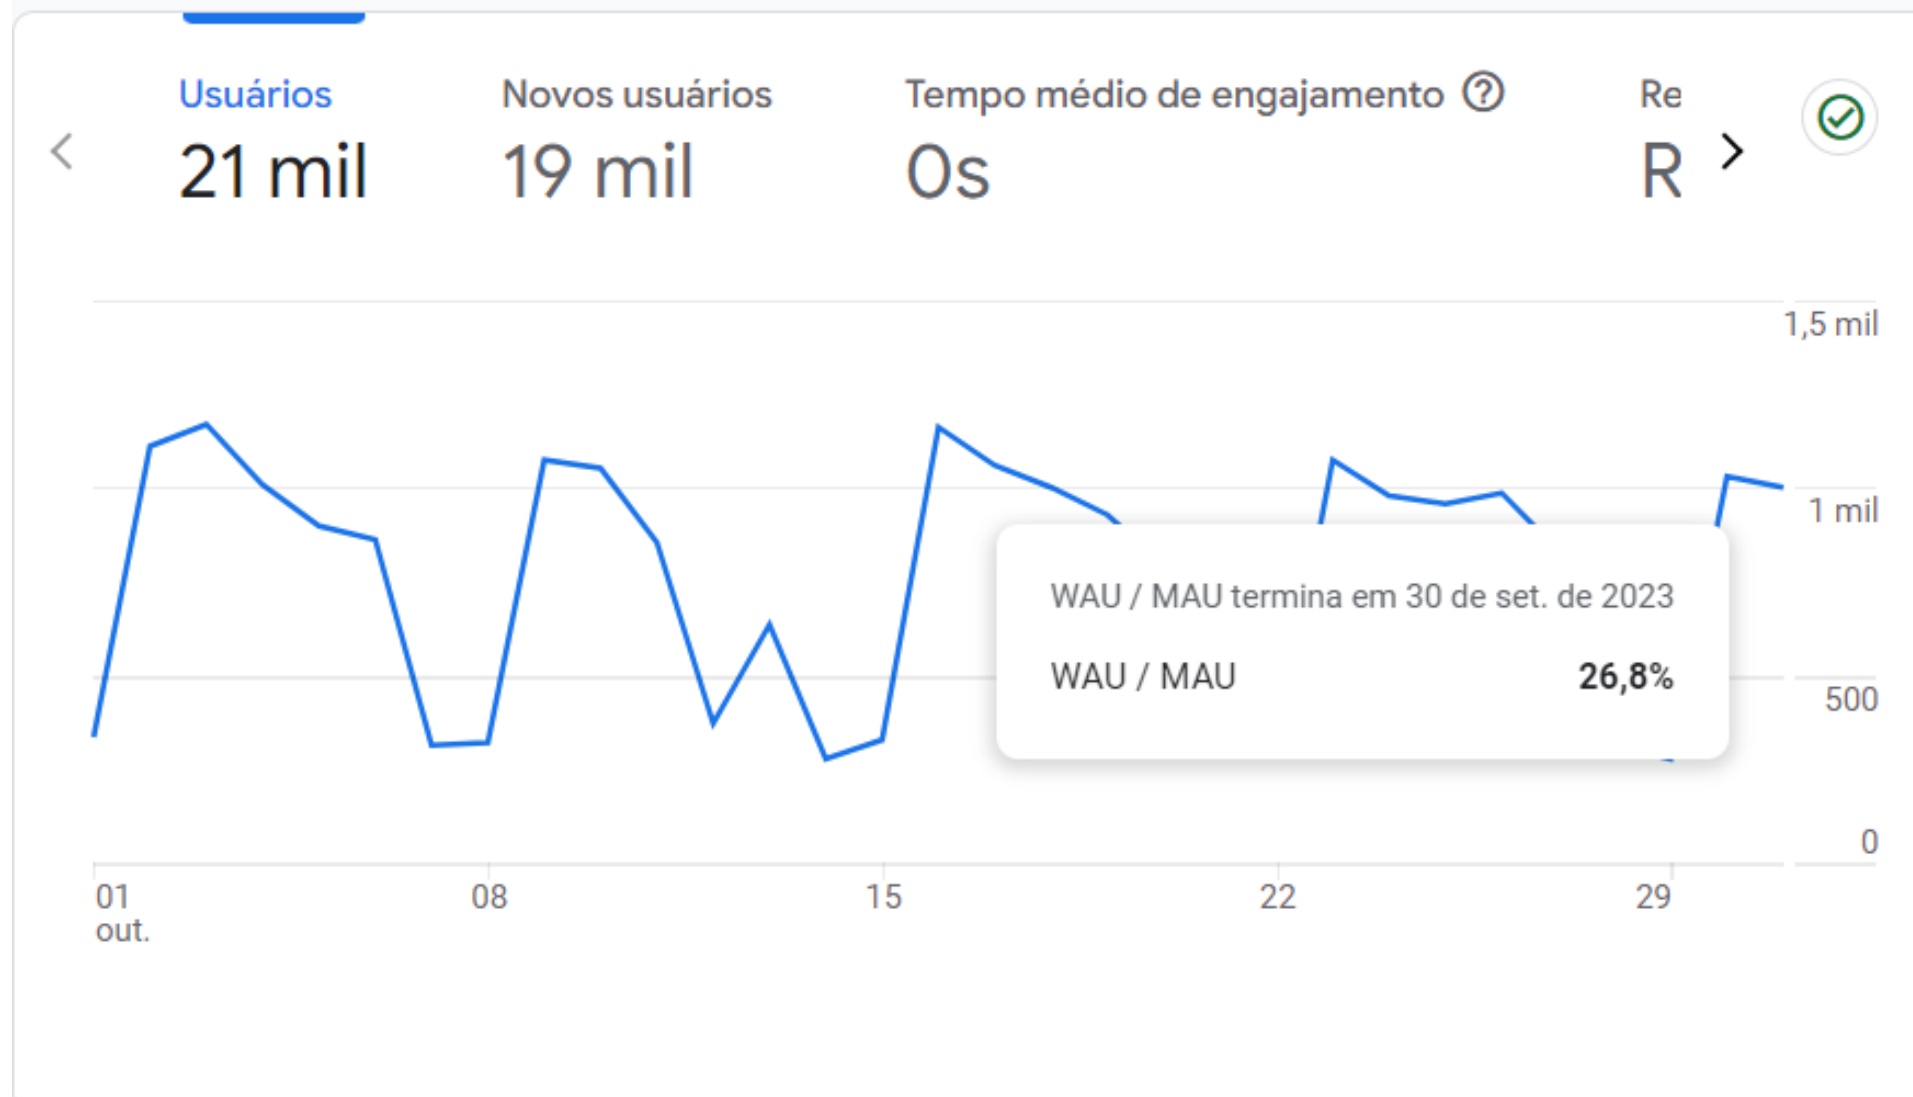 Usuários
21 mil
Novos usuários
19 mil
Tempo médio de engajamento
0s
Re
R
1,5 mil
1 mil
500
0
WAU / MAU termina em 30 de set. de 2023
WAU / MAU 26,8%
01 08 15 22 29
out.